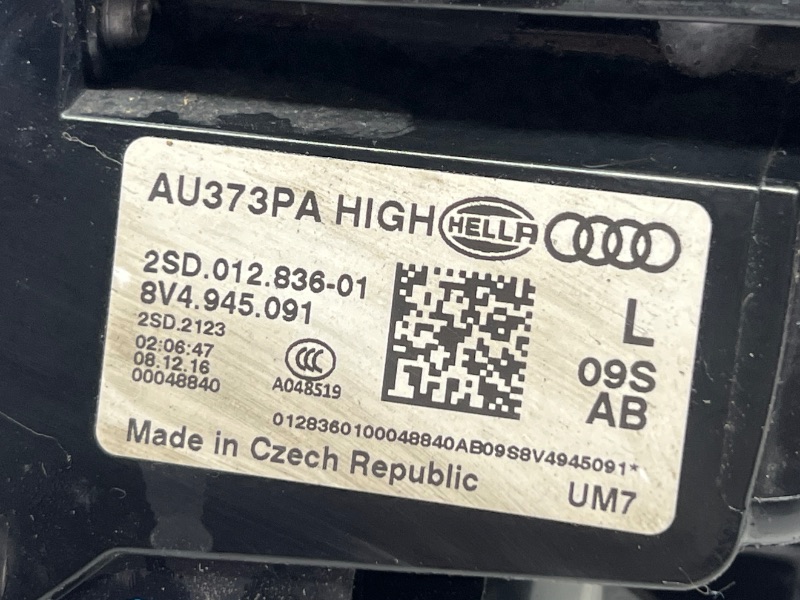 AU373PA HIGH HELLA
2SD.012.836-01
8V4.945.091
2SD.2123
02:06:47
08.12.16
00048840
CCC
A048519
L
09S
AB
0128360100048840AB09S8V4945091*
Made in Czech Republic
UM7